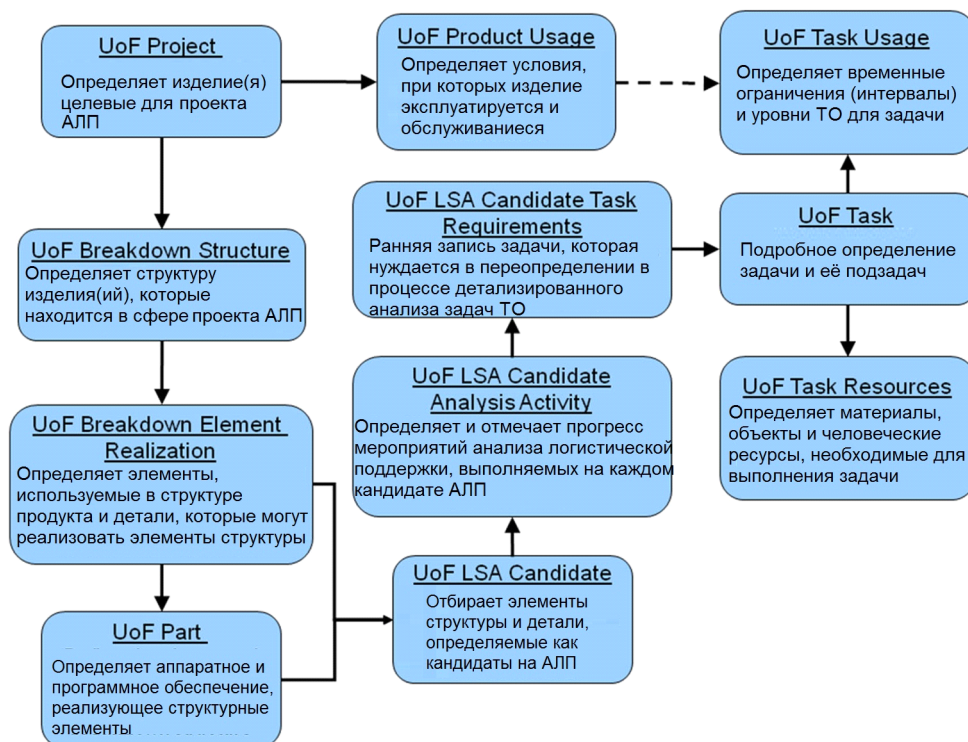 UoF Project
Определяет изделие(я)
целевые для проекта
АЛП
UoF Product Usage
Определяет условия,
при которых изделие
эксплуатируется и
обслуживаниеся
UoF Task Usage
Определяет временные
ограничения (интервалы)
и уровни ТО для задачи
UoF LSA Candidate Task
Requirements
Ранняя запись задачи, которая
нуждается в переопределении в
процессе детализированного
анализа задач ТО
UoF Task
Подробное определение
задачи и её подзадач
UoF Breakdown Structure
Определяет структуру
изделия(ий), которые
находится в сфере проекта АЛП
UoF LSA Candidate
Analysis Activity
Определяет и отмечает прогресс
мероприятий анализа логистической
поддержки, выполняемых на каждом
кандидате АЛП
UoF Task Resources
Определяет материалы,
объекты и человеческие
ресурсы, необходимые для
выполнения задачи
UoF Breakdown Element
Realization
Определяет элементы,
используемые в структуре
продукта и детали, которые могут
реализовать элементы структуры
UoF LSA Candidate
Отбирает элементы
структуры и детали,
определяемые как
кандидаты на АЛП
UoF Part
Определяет аппаратное и
программное обеспечение,
реализующее структурные
элементы